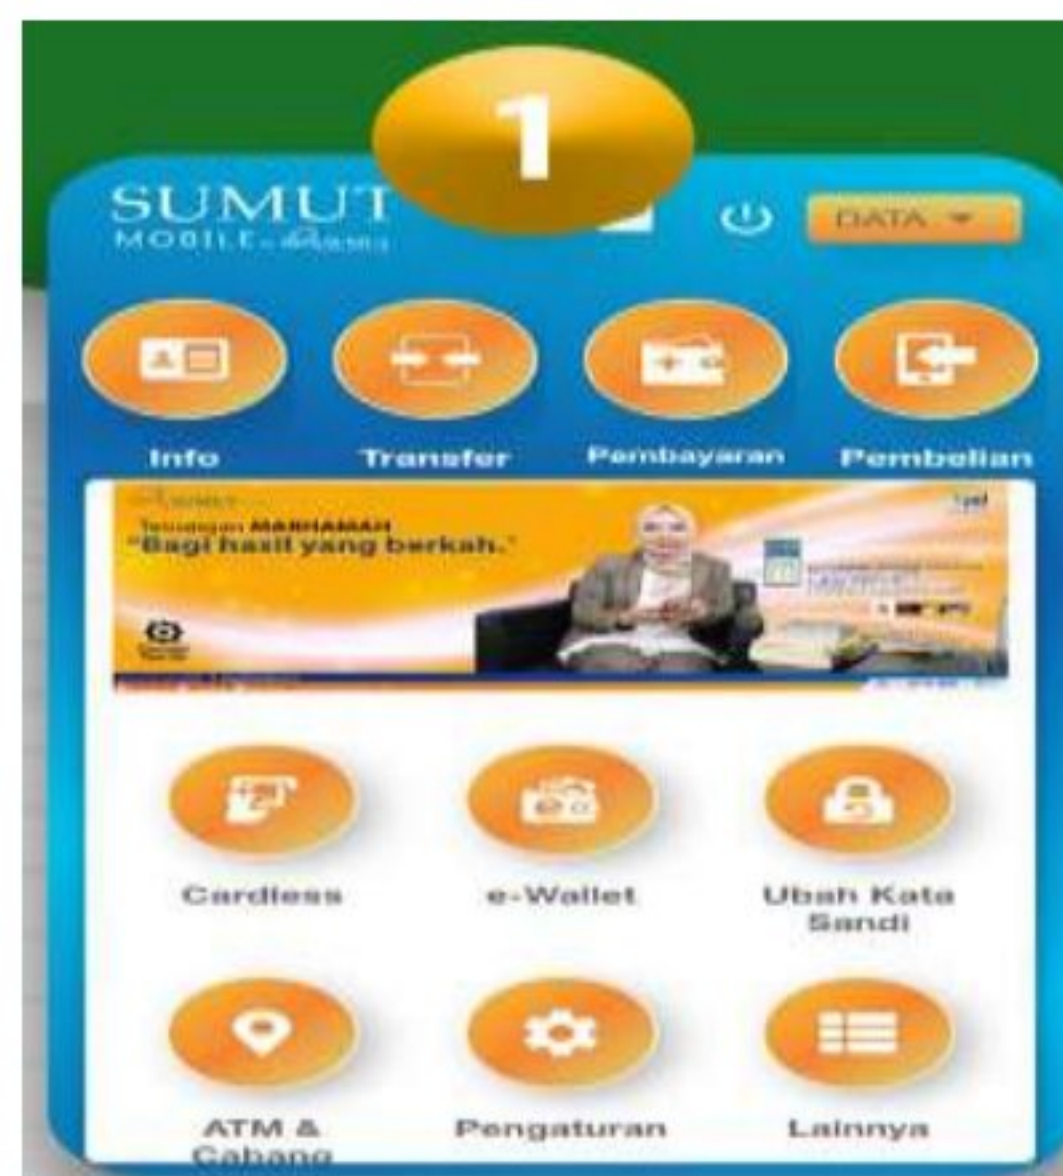 1
SUMUT
MOBILE
DATA
Info Transfer Pembayaran Pembelian
MARHAMAH
"Bagi hasil yang berkah."
Cardless e-Wallet Ubah Kata
Sandi
ATM & Pengaturan Lainnya
Cabang